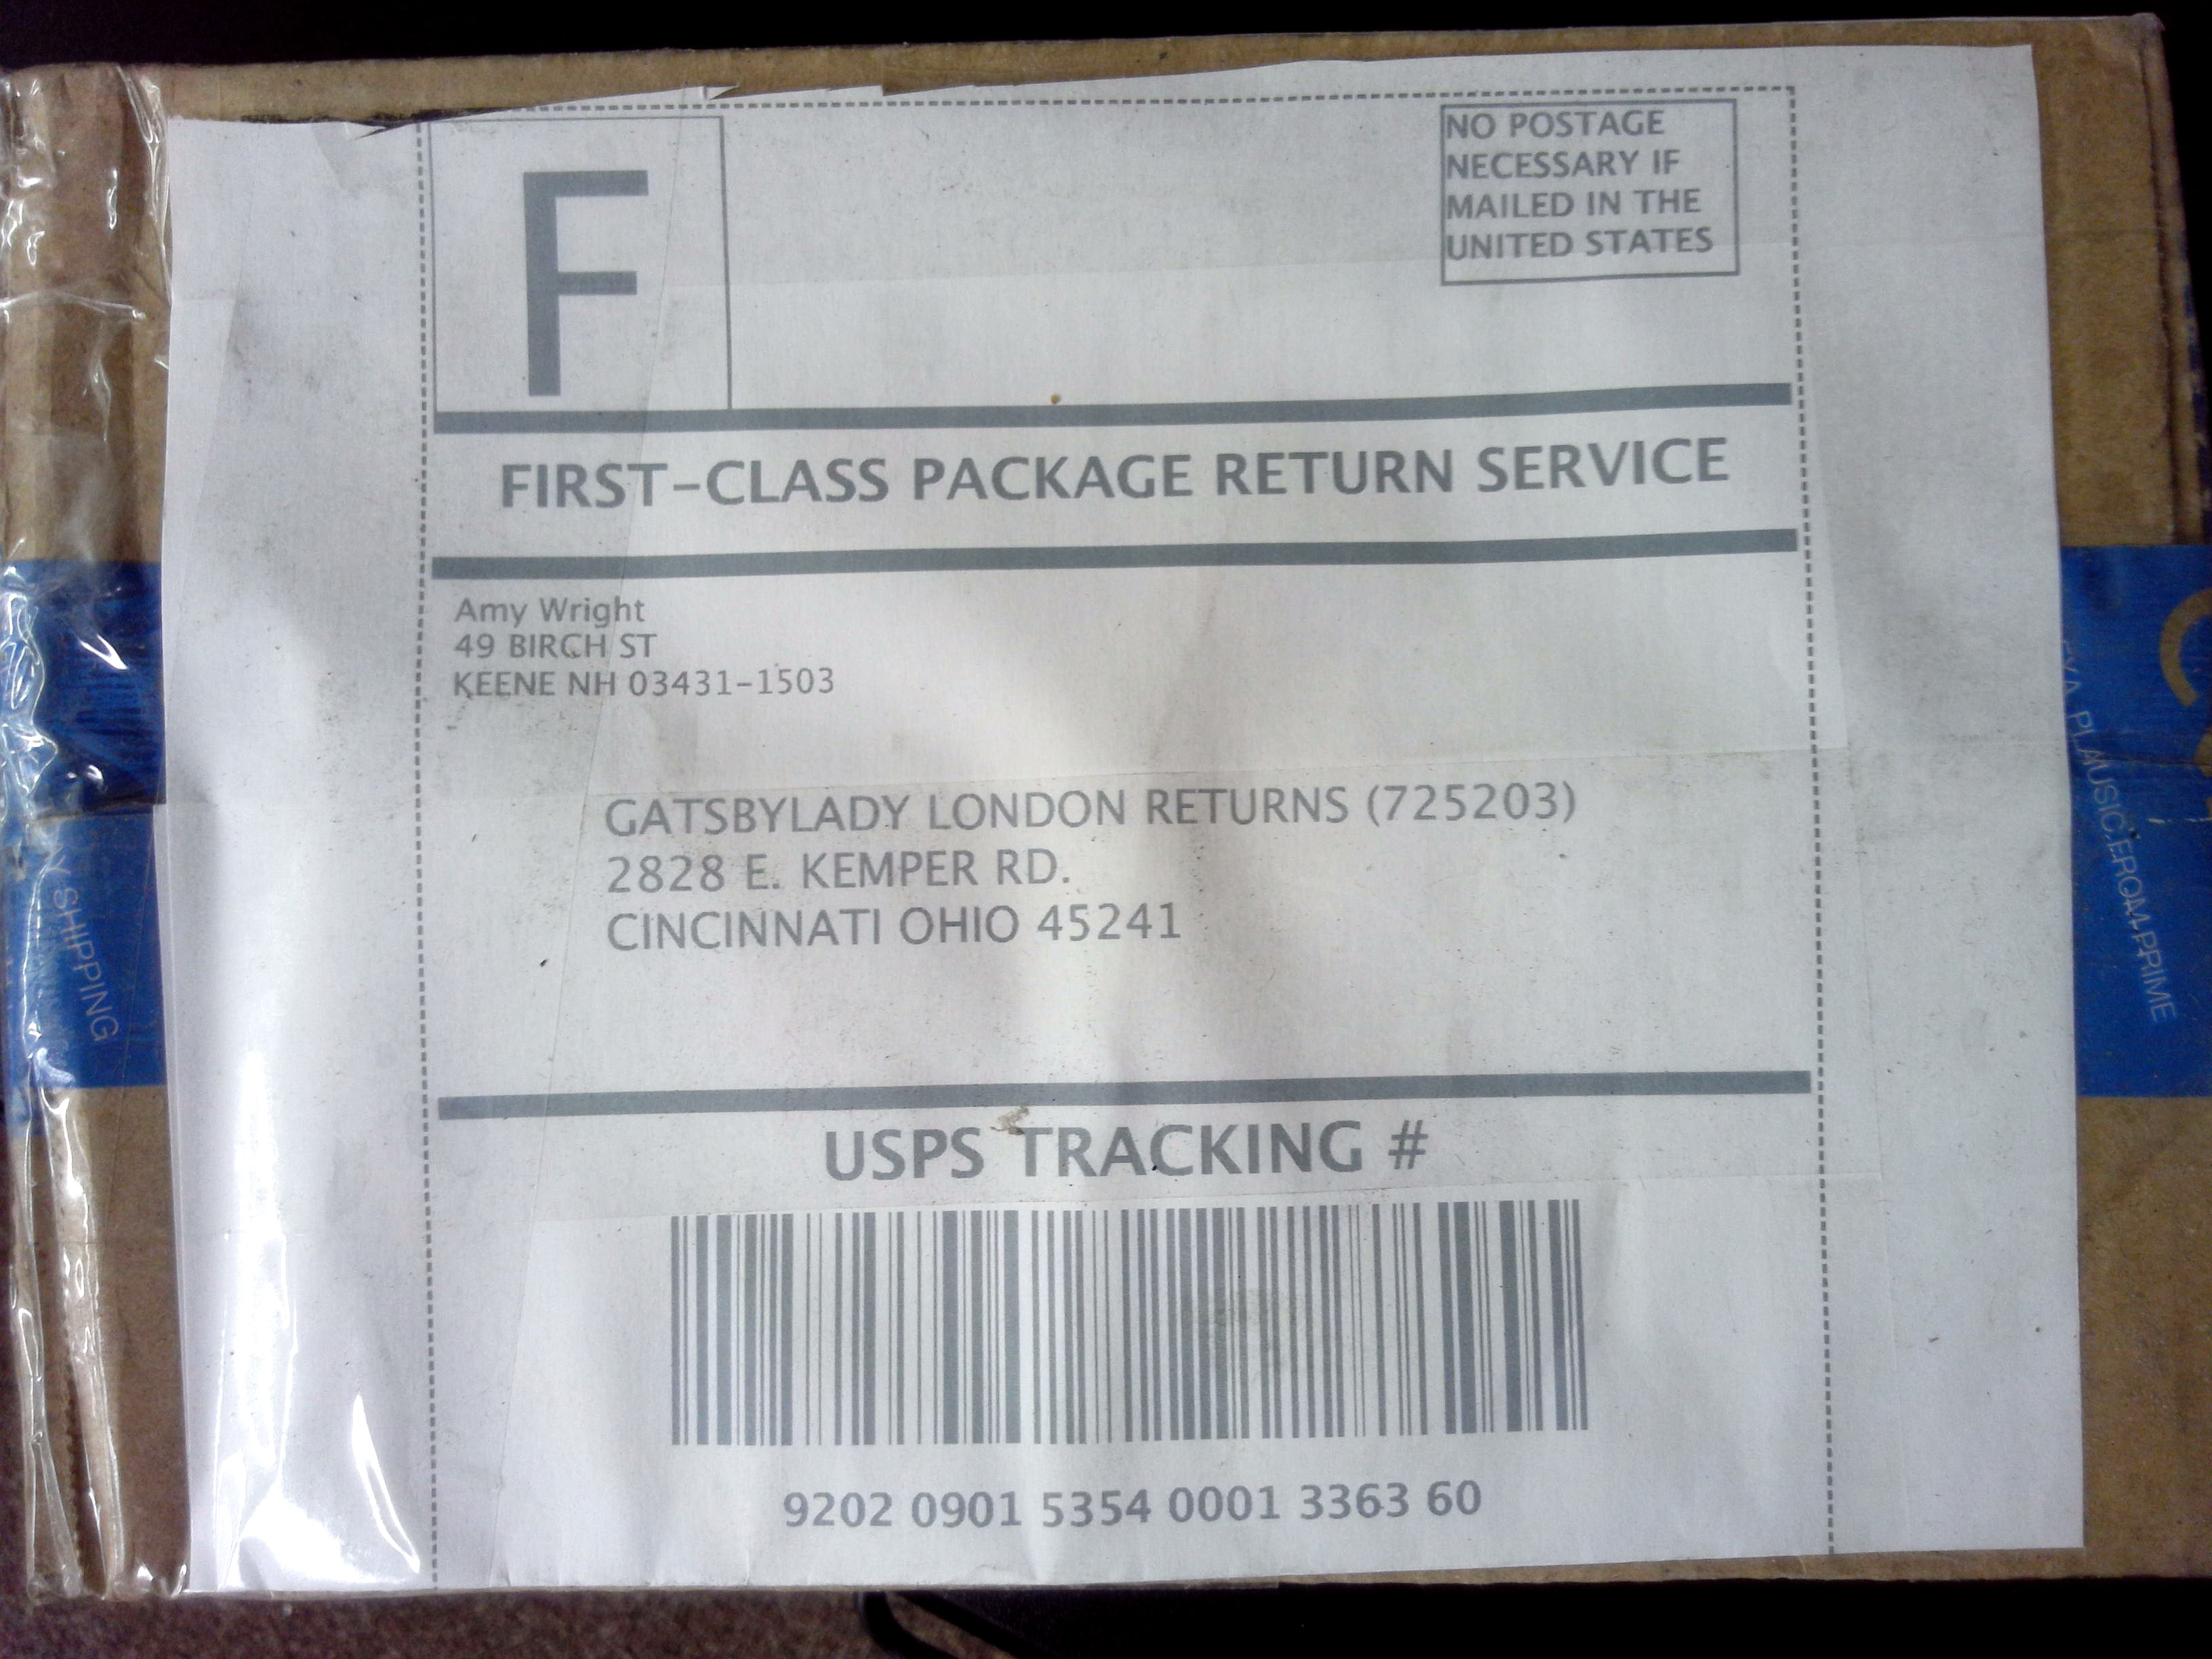 F
NO POSTAGE
NECESSARY IF
MAILED IN THE
UNITED STATES
FIRST-CLASS PACKAGE RETURN SERVICE
Amy Wright
49 BIRCH ST
KEENE NH 03431-1503
GATSBYLADY LONDON RETURNS (725203)
2828 E. KEMPER RD.
CINCINNATI OHIO 45241
USPS TRACKING #
9202 0901 5354 0001 3363 60
SHIPPING
PRIME